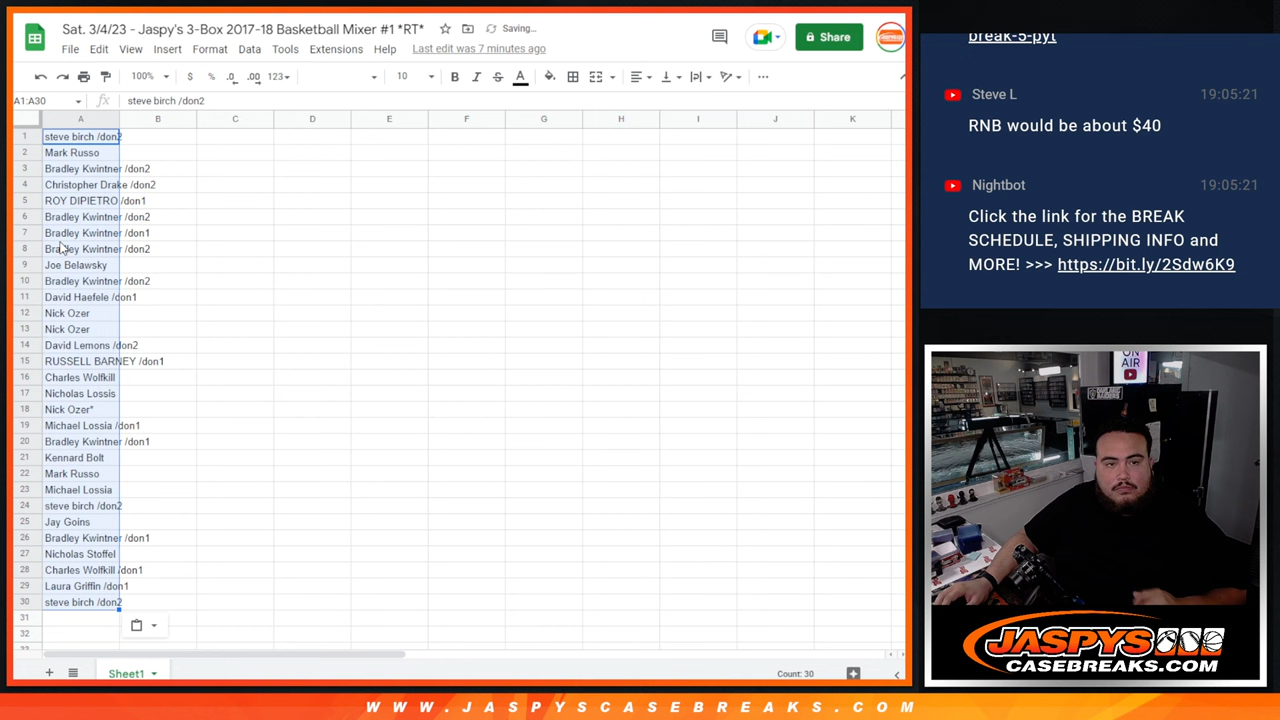 Sat. 3/4/23 - Jaspy's 3-Box 2017-18 Basketball Mixer #1 *RT*
Saving...
File Edit View Insert Format Data Tools Extensions Help Last edit was 7 minutes ago
Share
100% $ % .0 .00 123 10 B I S A
A1:A30 fx steve birch /don2
A B C D E F G H I J K
1 steve birch /don2
2 Mark Russo
3 Bradley Kwintner /don2
4 Christopher Drake /don2
5 ROY DIPIETRO /don1
6 Bradley Kwintner /don2
7 Bradley Kwintner /don1
8 Bradley Kwintner /don2
9 Joe Belawsky
10 Bradley Kwintner /don2
11 David Haefele /don1
12 Nick Ozer
13 Nick Ozer
14 David Lemons /don2
15 RUSSELL BARNEY /don1
16 Charles Wolfkill
17 Nicholas Lossis
18 Nick Ozer*
19 Michael Lossia /don1
20 Bradley Kwintner /don1
21 Kennard Bolt
22 Mark Russo
23 Michael Lossia
24 steve birch /don2
25 Jay Goins
26 Bradley Kwintner /don1
27 Nicholas Stoffel
28 Charles Wolfkill /don1
29 Laura Griffin /don1
30 steve birch /don2
31
32
Sheet1
Count: 30
break-5-pyt
Steve L 19:05:21
RNB would be about $40
Nightbot 19:05:21
Click the link for the BREAK
SCHEDULE, SHIPPING INFO and
MORE! >>> https://bit.ly/2Sdw6K9
ON
AIR
JASPYS
CASEBREAKS.COM
WWW.JASPYSCASEBREAKS.COM